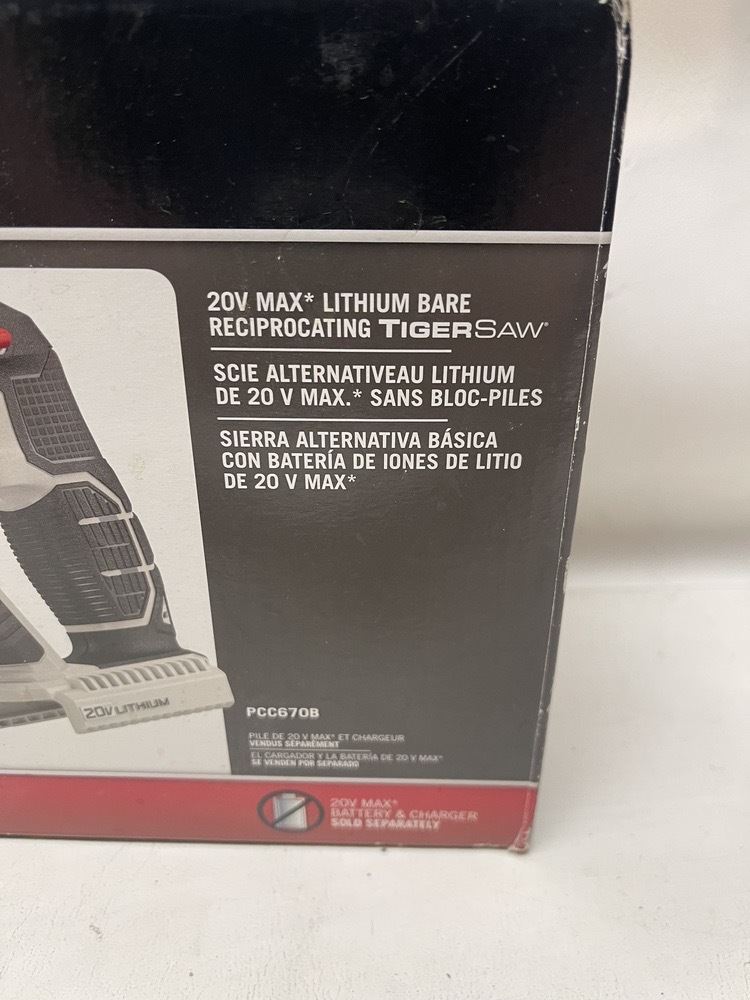 20V MAX* LITHIUM BARE
RECIPROCATING TIGERSAW®
SCIE ALTERNATIVEAU LITHIUM
DE 20 V MAX.* SANS BLOC-PILES
SIERRA ALTERNATIVA BÁSICA
CON BATERÍA DE IONES DE LITIO
DE 20 V MAX*
20V LITHIUM
PCC670B
PILE DE 20 V MAX* ET CHARGEUR
VENDUS SÉPARÉMENT
EL CARGADOR Y LA BATERÍA DE 20 V MAX*
SE VENDEN POR SEPARADO
20V MAX*
BATTERY & CHARGER
SOLD SEPARATELY